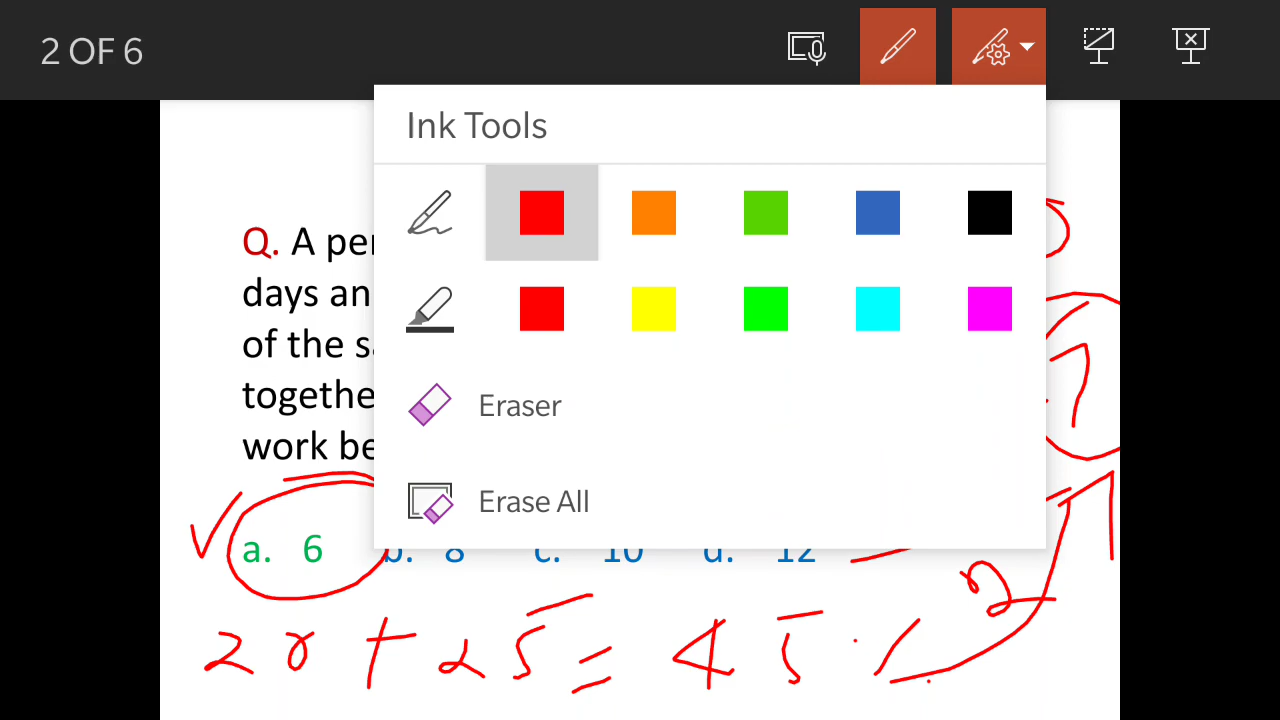 2 OF 6
Ink Tools
Q. A per
days an
of the sa
togethe
work be
Eraser
Erase All
a. 6 b. 8 c. 10 d. 12
20 + 25 = 45